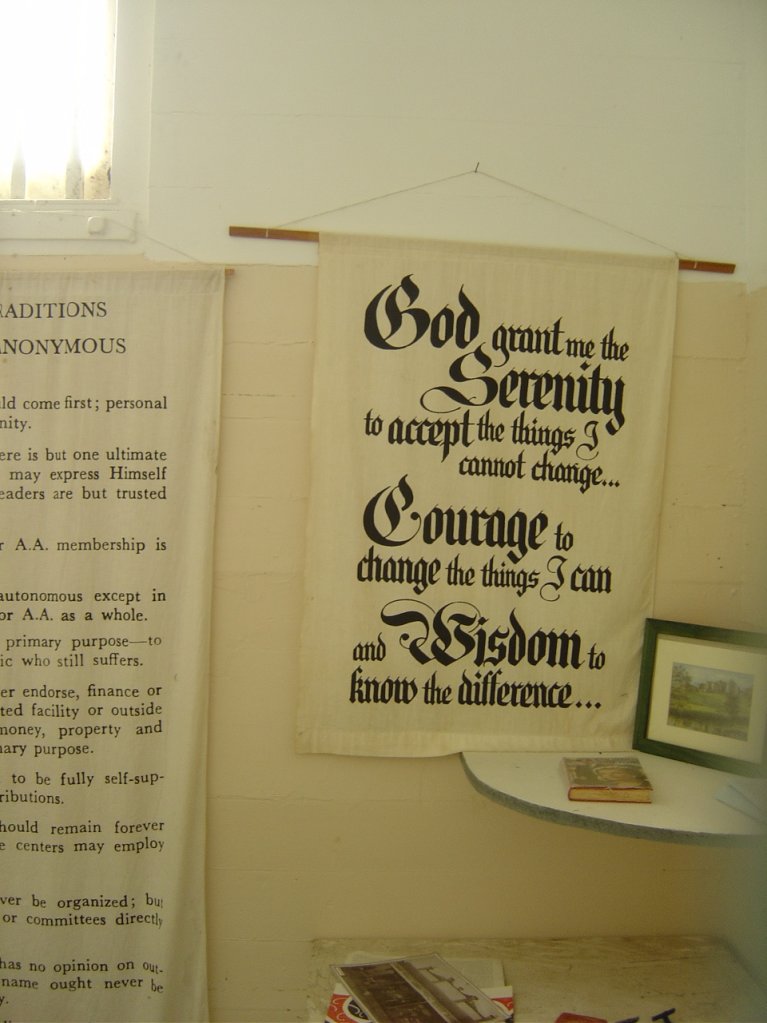 RADITIONS
ANONYMOUS
ld come first; personal
nity.
ere is but one ultimate
may express Himself
eaders are but trusted
r A.A. membership is
autonomous except in
or A.A. as a whole.
primary purpose—to
ic who still suffers.
er endorse, finance or
ted facility or outside
money, property and
nary purpose.
to be fully self-sup-
ributions.
hould remain forever
e centers may employ
ver be organized; but
or committees directly
has no opinion on out-
name ought never be
y.
God grant me the
Serenity
to accept the things I
cannot change...
Courage to
change the things I can
and Wisdom to
know the difference...